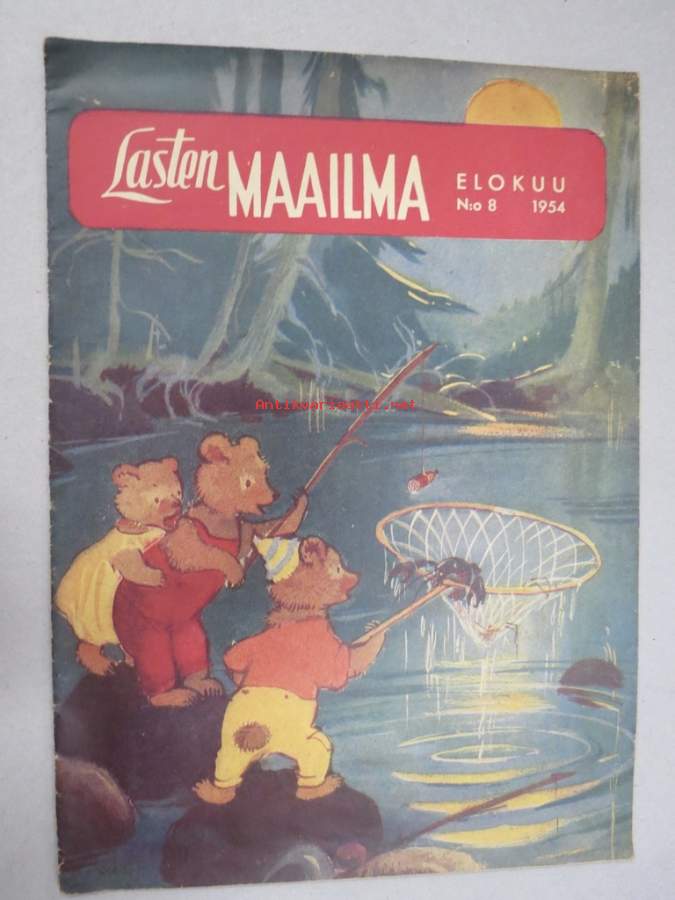 Lasten MAAILMA
ELOKUU
N:o 8 1954
Antikvariaatti.net